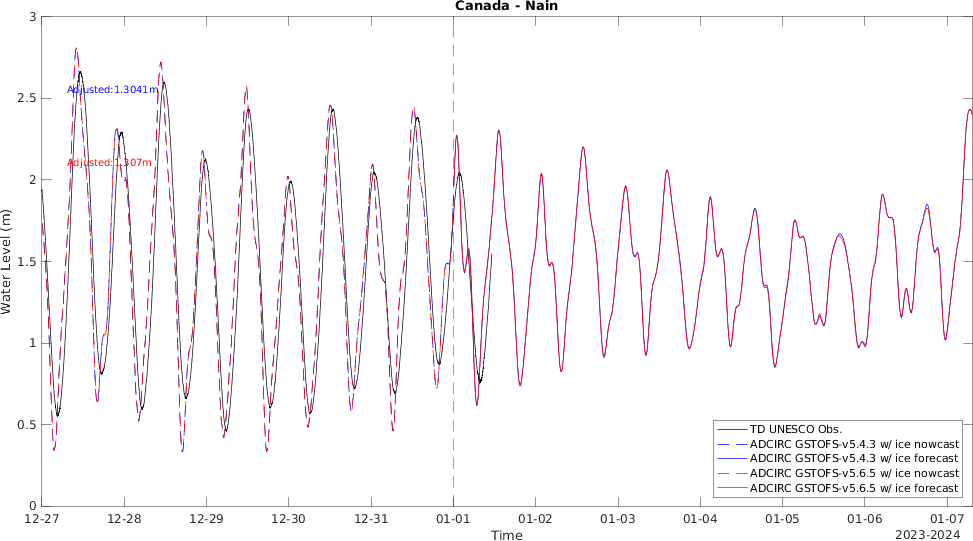 Canada - Nain
3
2.5
2
1.5
1
0.5
0
Water Level (m)
Adjusted:1.3041m
Adjusted:1.307m
TD UNESCO Obs.
ADCIRC GSTOFS-v5.4.3 w/ ice nowcast
ADCIRC GSTOFS-v5.4.3 w/ ice forecast
ADCIRC GSTOFS-v5.6.5 w/ ice nowcast
ADCIRC GSTOFS-v5.6.5 w/ ice forecast
12-27 12-28 12-29 12-30 12-31 01-01 01-02 01-03 01-04 01-05 01-06 01-07
Time
2023-2024